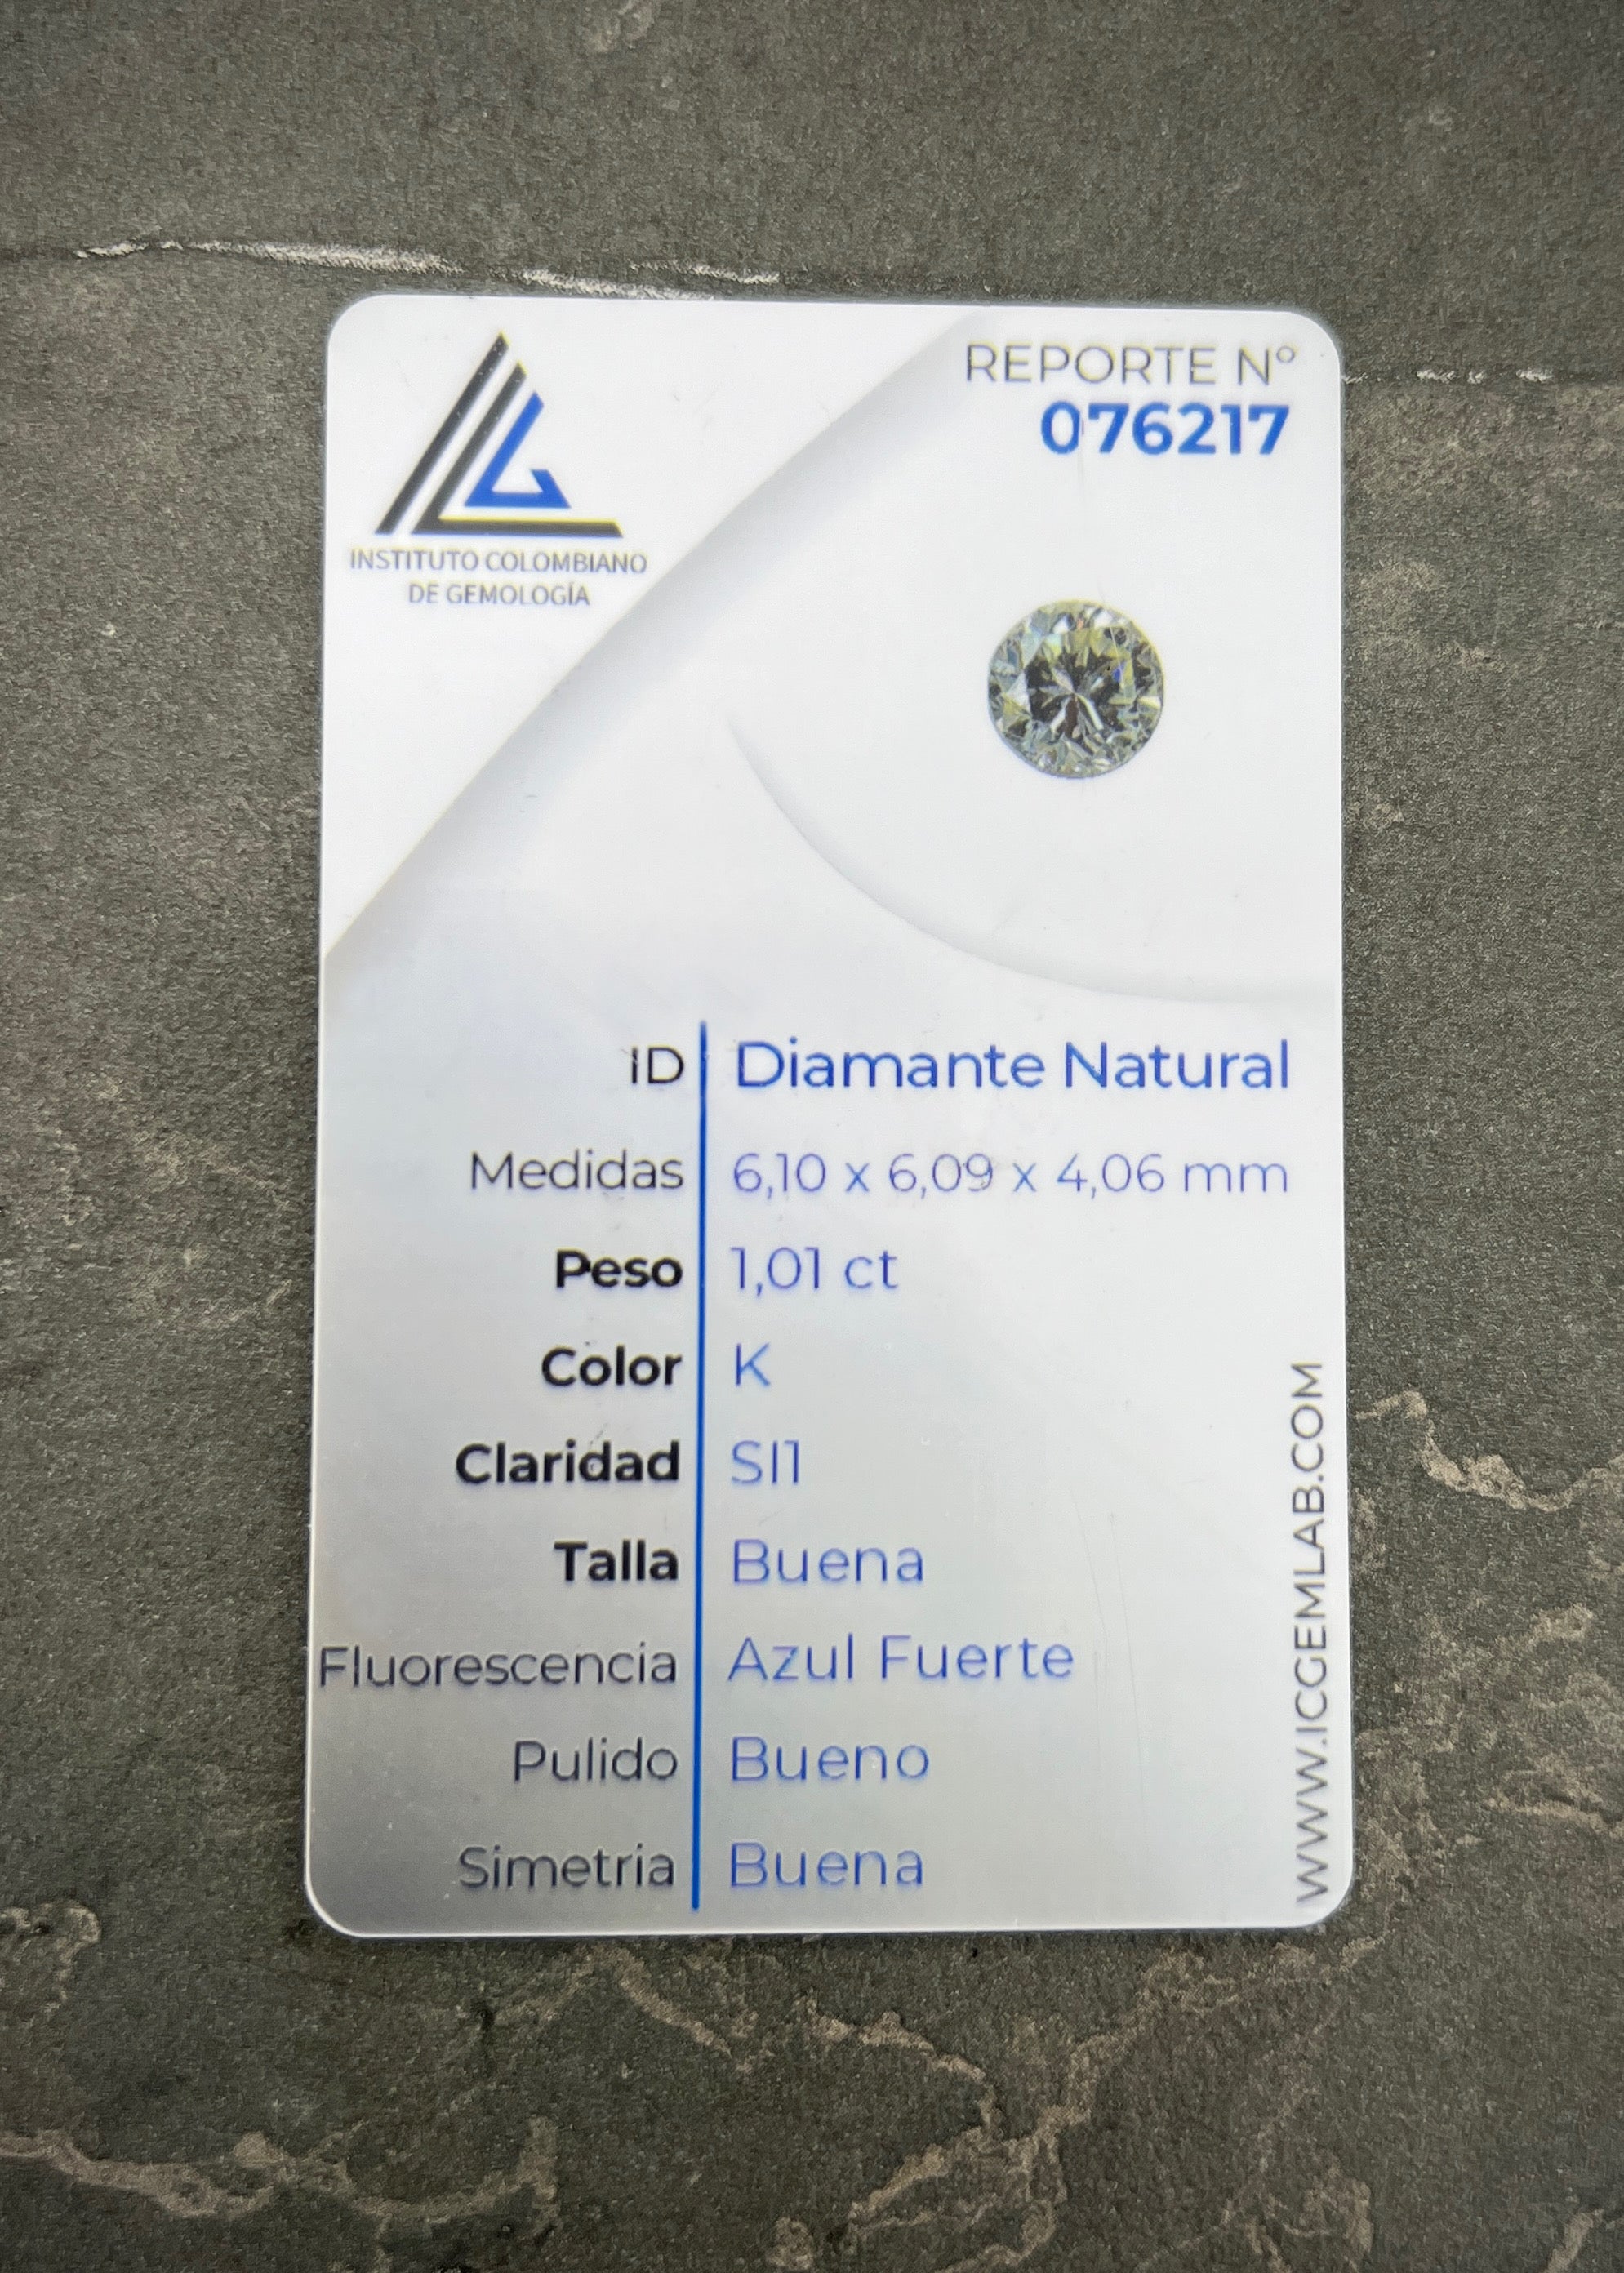 INSTITUTO COLOMBIANO
DE GEMOLOGÍA
REPORTE Nº
076217
ID Diamante Natural
Medidas 6,10 x 6,09 x 4,06 mm
Peso 1,01 ct
Color K
Claridad SI1
Talla Buena
Fluorescencia Azul Fuerte
Pulido Bueno
Simetria Buena
WWW.ICGEMLAB.COM